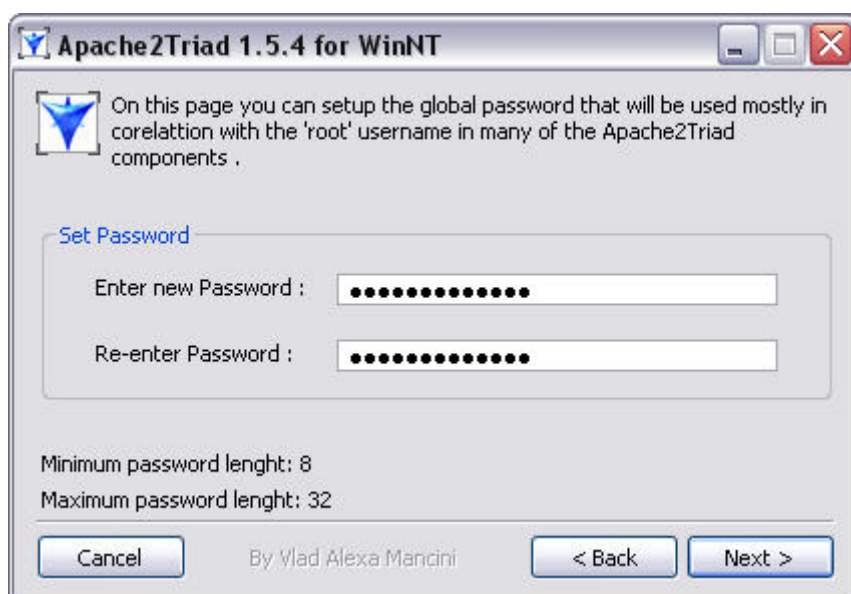 Apache2Triad 1.5.4 for WinNT
On this page you can setup the global password that will be used mostly in
corelattion with the 'root' username in many of the Apache2Triad
components .
Set Password
Enter new Password :
●●●●●●●●●●●●●
Re-enter Password :
●●●●●●●●●●●●●
Minimum password lenght: 8
Maximum password lenght: 32
Cancel
By Vlad Alexa Mancini
< Back
Next >